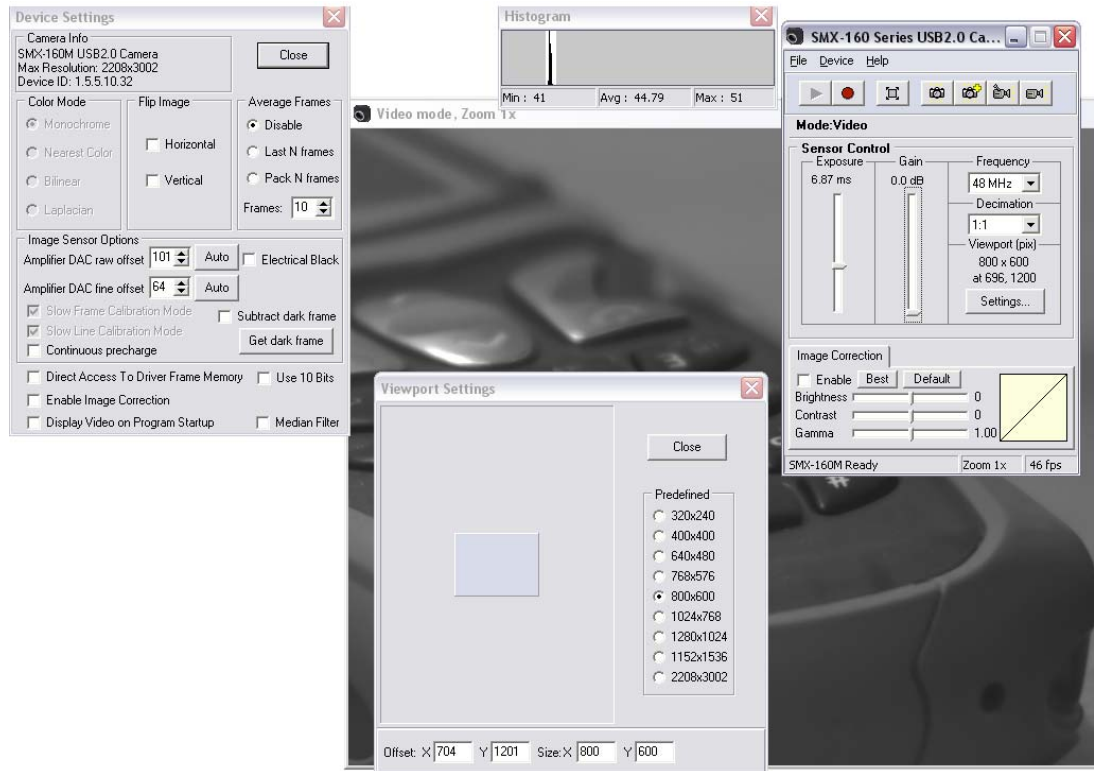 Device Settings
Camera Info
SMX-160M USB2.0 Camera
Max Resolution: 2208x3002
Device ID: 1.5.5.10.32
Close
Color Mode
Monochrome
Nearest Color
Bilinear
Laplacian
Flip Image
Horizontal
Vertical
Average Frames
Disable
Last N frames
Pack N frames
Frames: 10
Image Sensor Options
Amplifier DAC raw offset 101 Auto Electrical Black
Amplifier DAC fine offset 64 Auto
Slow Frame Calibration Mode
Subtract dark frame
Slow Line Calibration Mode
Get dark frame
Continuous precharge
Direct Access To Driver Frame Memory Use 10 Bits
Enable Image Correction
Display Video on Program Startup Median Filter
Histogram
Min : 41 Avg : 44.79 Max : 51
Video mode, Zoom 1x
3
#
Viewport Settings
Close
Predefined
320x240
400x400
640x480
768x576
800x600
1024x768
1280x1024
1152x1536
2208x3002
Offset: X 704 Y 1201 Size: X 800 Y 600
SMX-160 Series USB2.0 Ca...
File Device Help
Mode:Video
Sensor Control
Exposure
6.87 ms
Gain
0.0 dB
Frequency
48 MHz
Decimation
1:1
Viewport (pix)
800 x 600
at 696, 1200
Settings...
Image Correction
Enable Best Default
Brightness 0
Contrast 0
Gamma 1.00
SMX-160M Ready Zoom 1x 46 fps